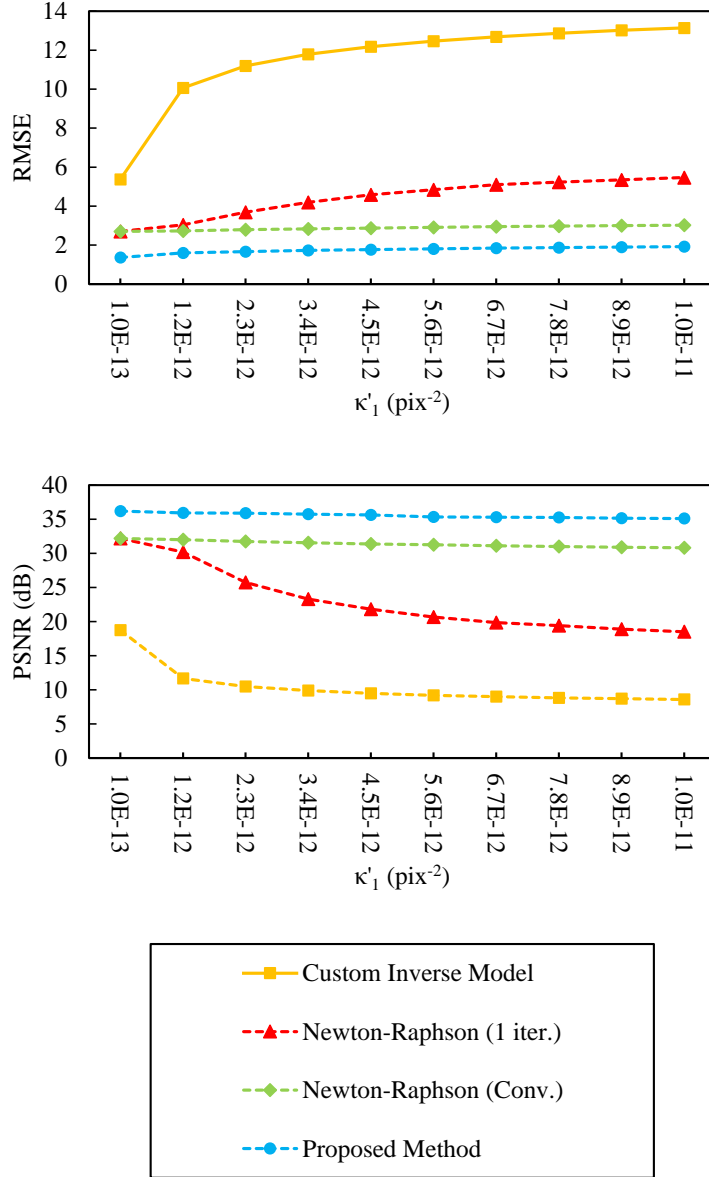 14
12
10
8
6
4
2
0
RMSE
1.0E-13
1.2E-12
2.3E-12
3.4E-12
4.5E-12
5.6E-12
6.7E-12
7.8E-12
8.9E-12
1.0E-11
κ'₁ (pix⁻²)
40
35
30
25
20
15
10
5
0
PSNR (dB)
1.0E-13
1.2E-12
2.3E-12
3.4E-12
4.5E-12
5.6E-12
6.7E-12
7.8E-12
8.9E-12
1.0E-11
κ'₁ (pix⁻²)
Custom Inverse Model
Newton-Raphson (1 iter.)
Newton-Raphson (Conv.)
Proposed Method